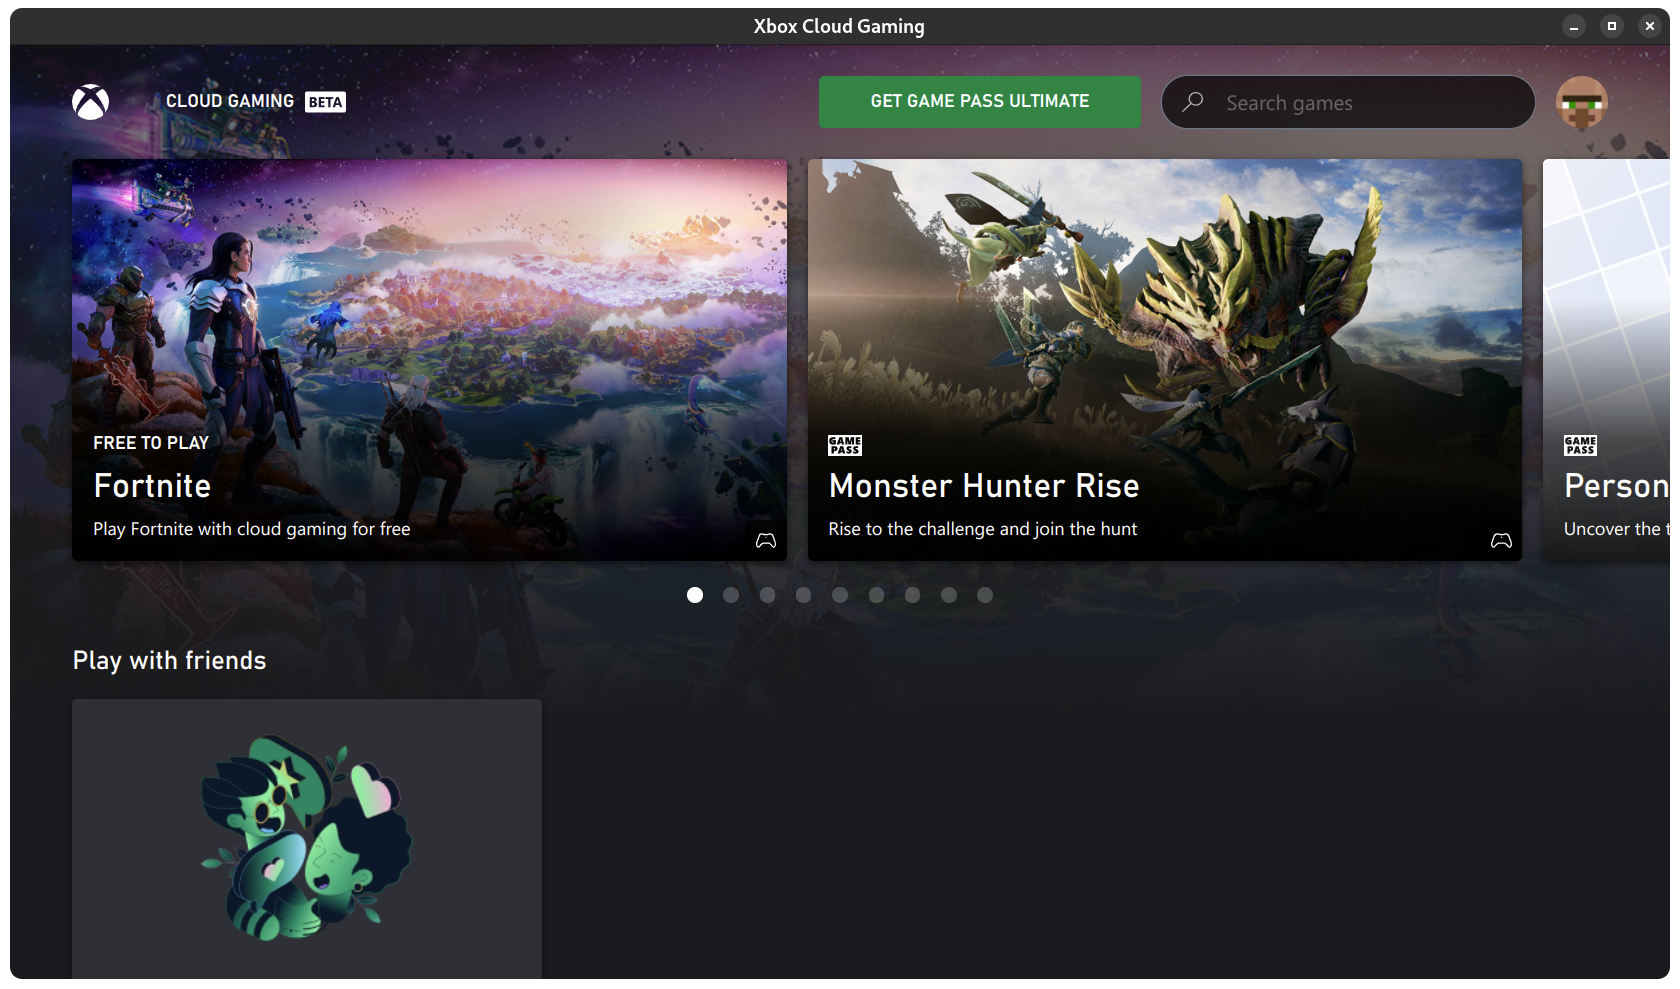 Xbox Cloud Gaming
CLOUD GAMING BETA
GET GAME PASS ULTIMATE
Search games
FREE TO PLAY
Fortnite
Play Fortnite with cloud gaming for free
GAME
PASS
Monster Hunter Rise
Rise to the challenge and join the hunt
GAME
PASS
Person
Uncover the t
Play with friends